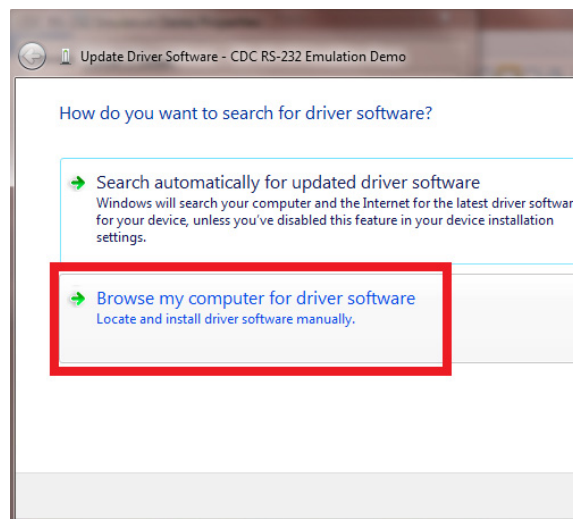 Update Driver Software - CDC RS-232 Emulation Demo
How do you want to search for driver software?
Search automatically for updated driver software
Windows will search your computer and the Internet for the latest driver softwar
for your device, unless you've disabled this feature in your device installation
settings.
Browse my computer for driver software
Locate and install driver software manually.